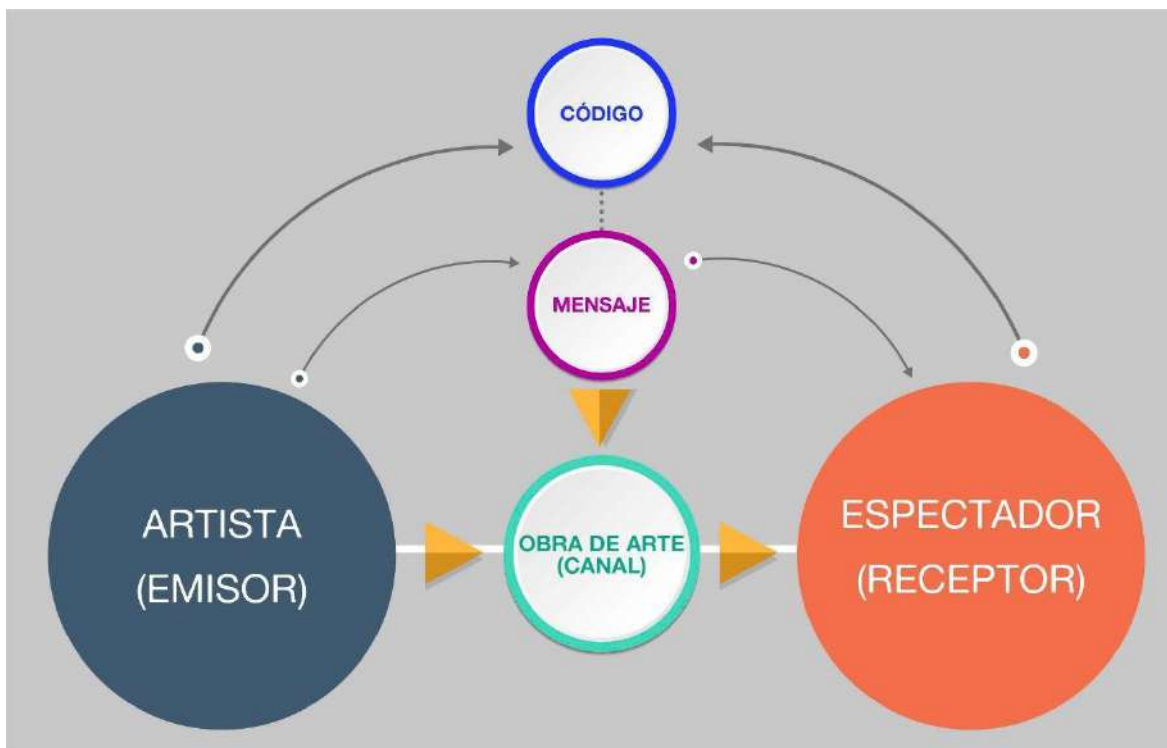 CÓDIGO
MENSAJE
ARTISTA
(EMISOR)
OBRA DE ARTE
(CANAL)
ESPECTADOR
(RECEPTOR)